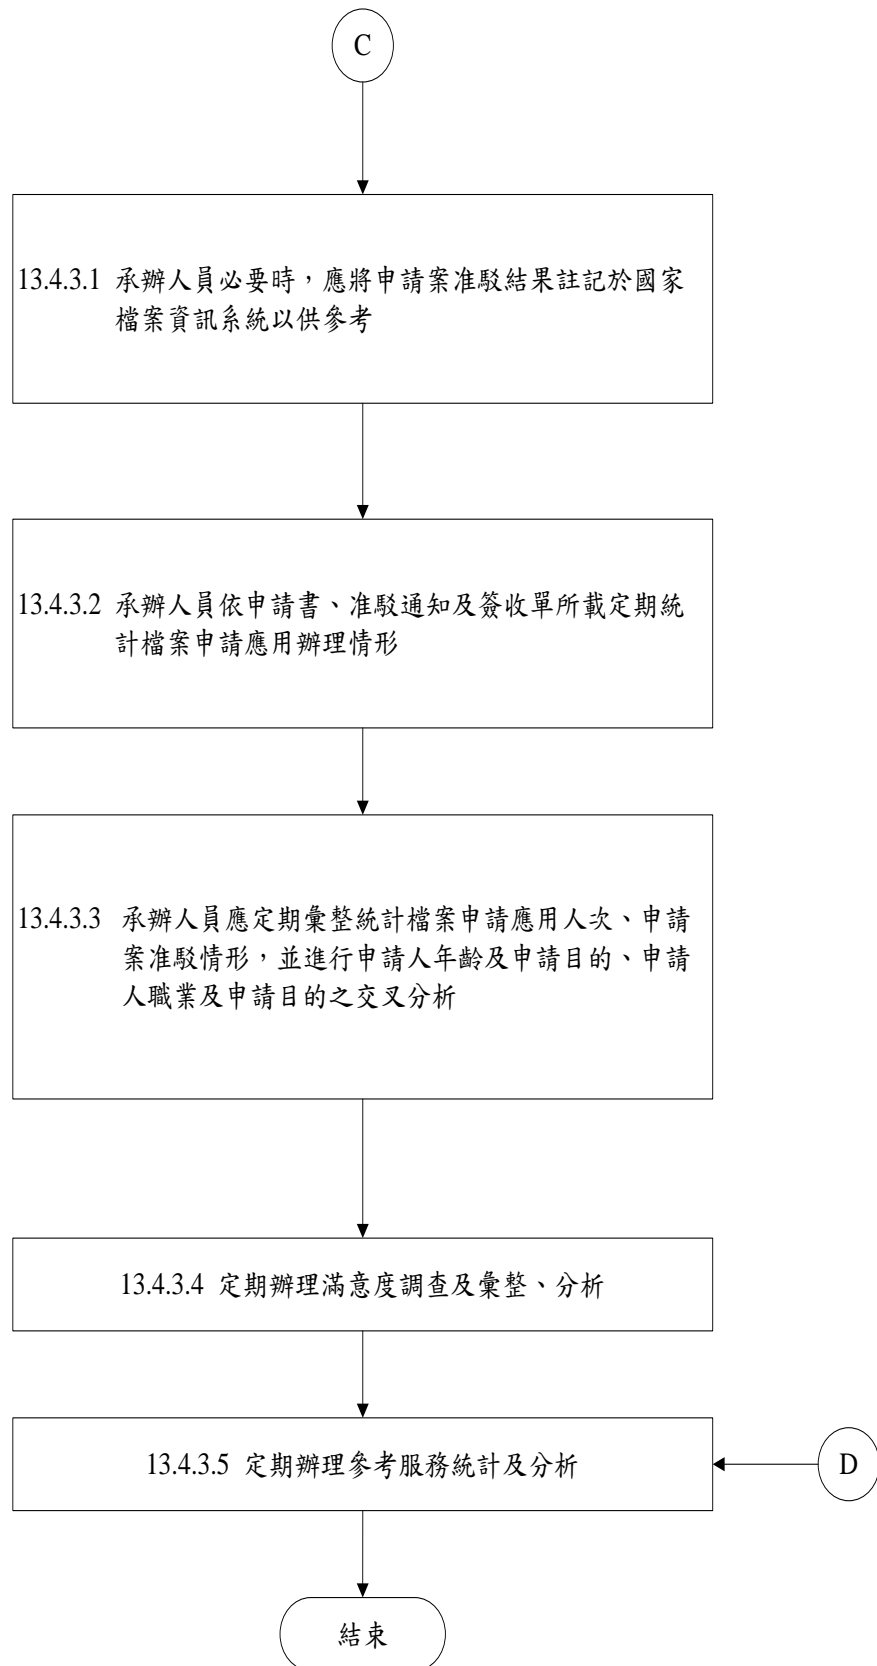 C
13.4.3.1 承辦人員必要時，應將申請案准駁結果註記於國家
檔案資訊系統以供參考
13.4.3.2 承辦人員依申請書、准駁通知及簽收單所載定期統
計檔案申請應用辦理情形
13.4.3.3 承辦人員應定期彙整統計檔案申請應用人次、申請
案准駁情形，並進行申請人年齡及申請目的、申請
人職業及申請目的之交叉分析
13.4.3.4 定期辦理滿意度調查及彙整、分析
13.4.3.5 定期辦理參考服務統計及分析
D
結束